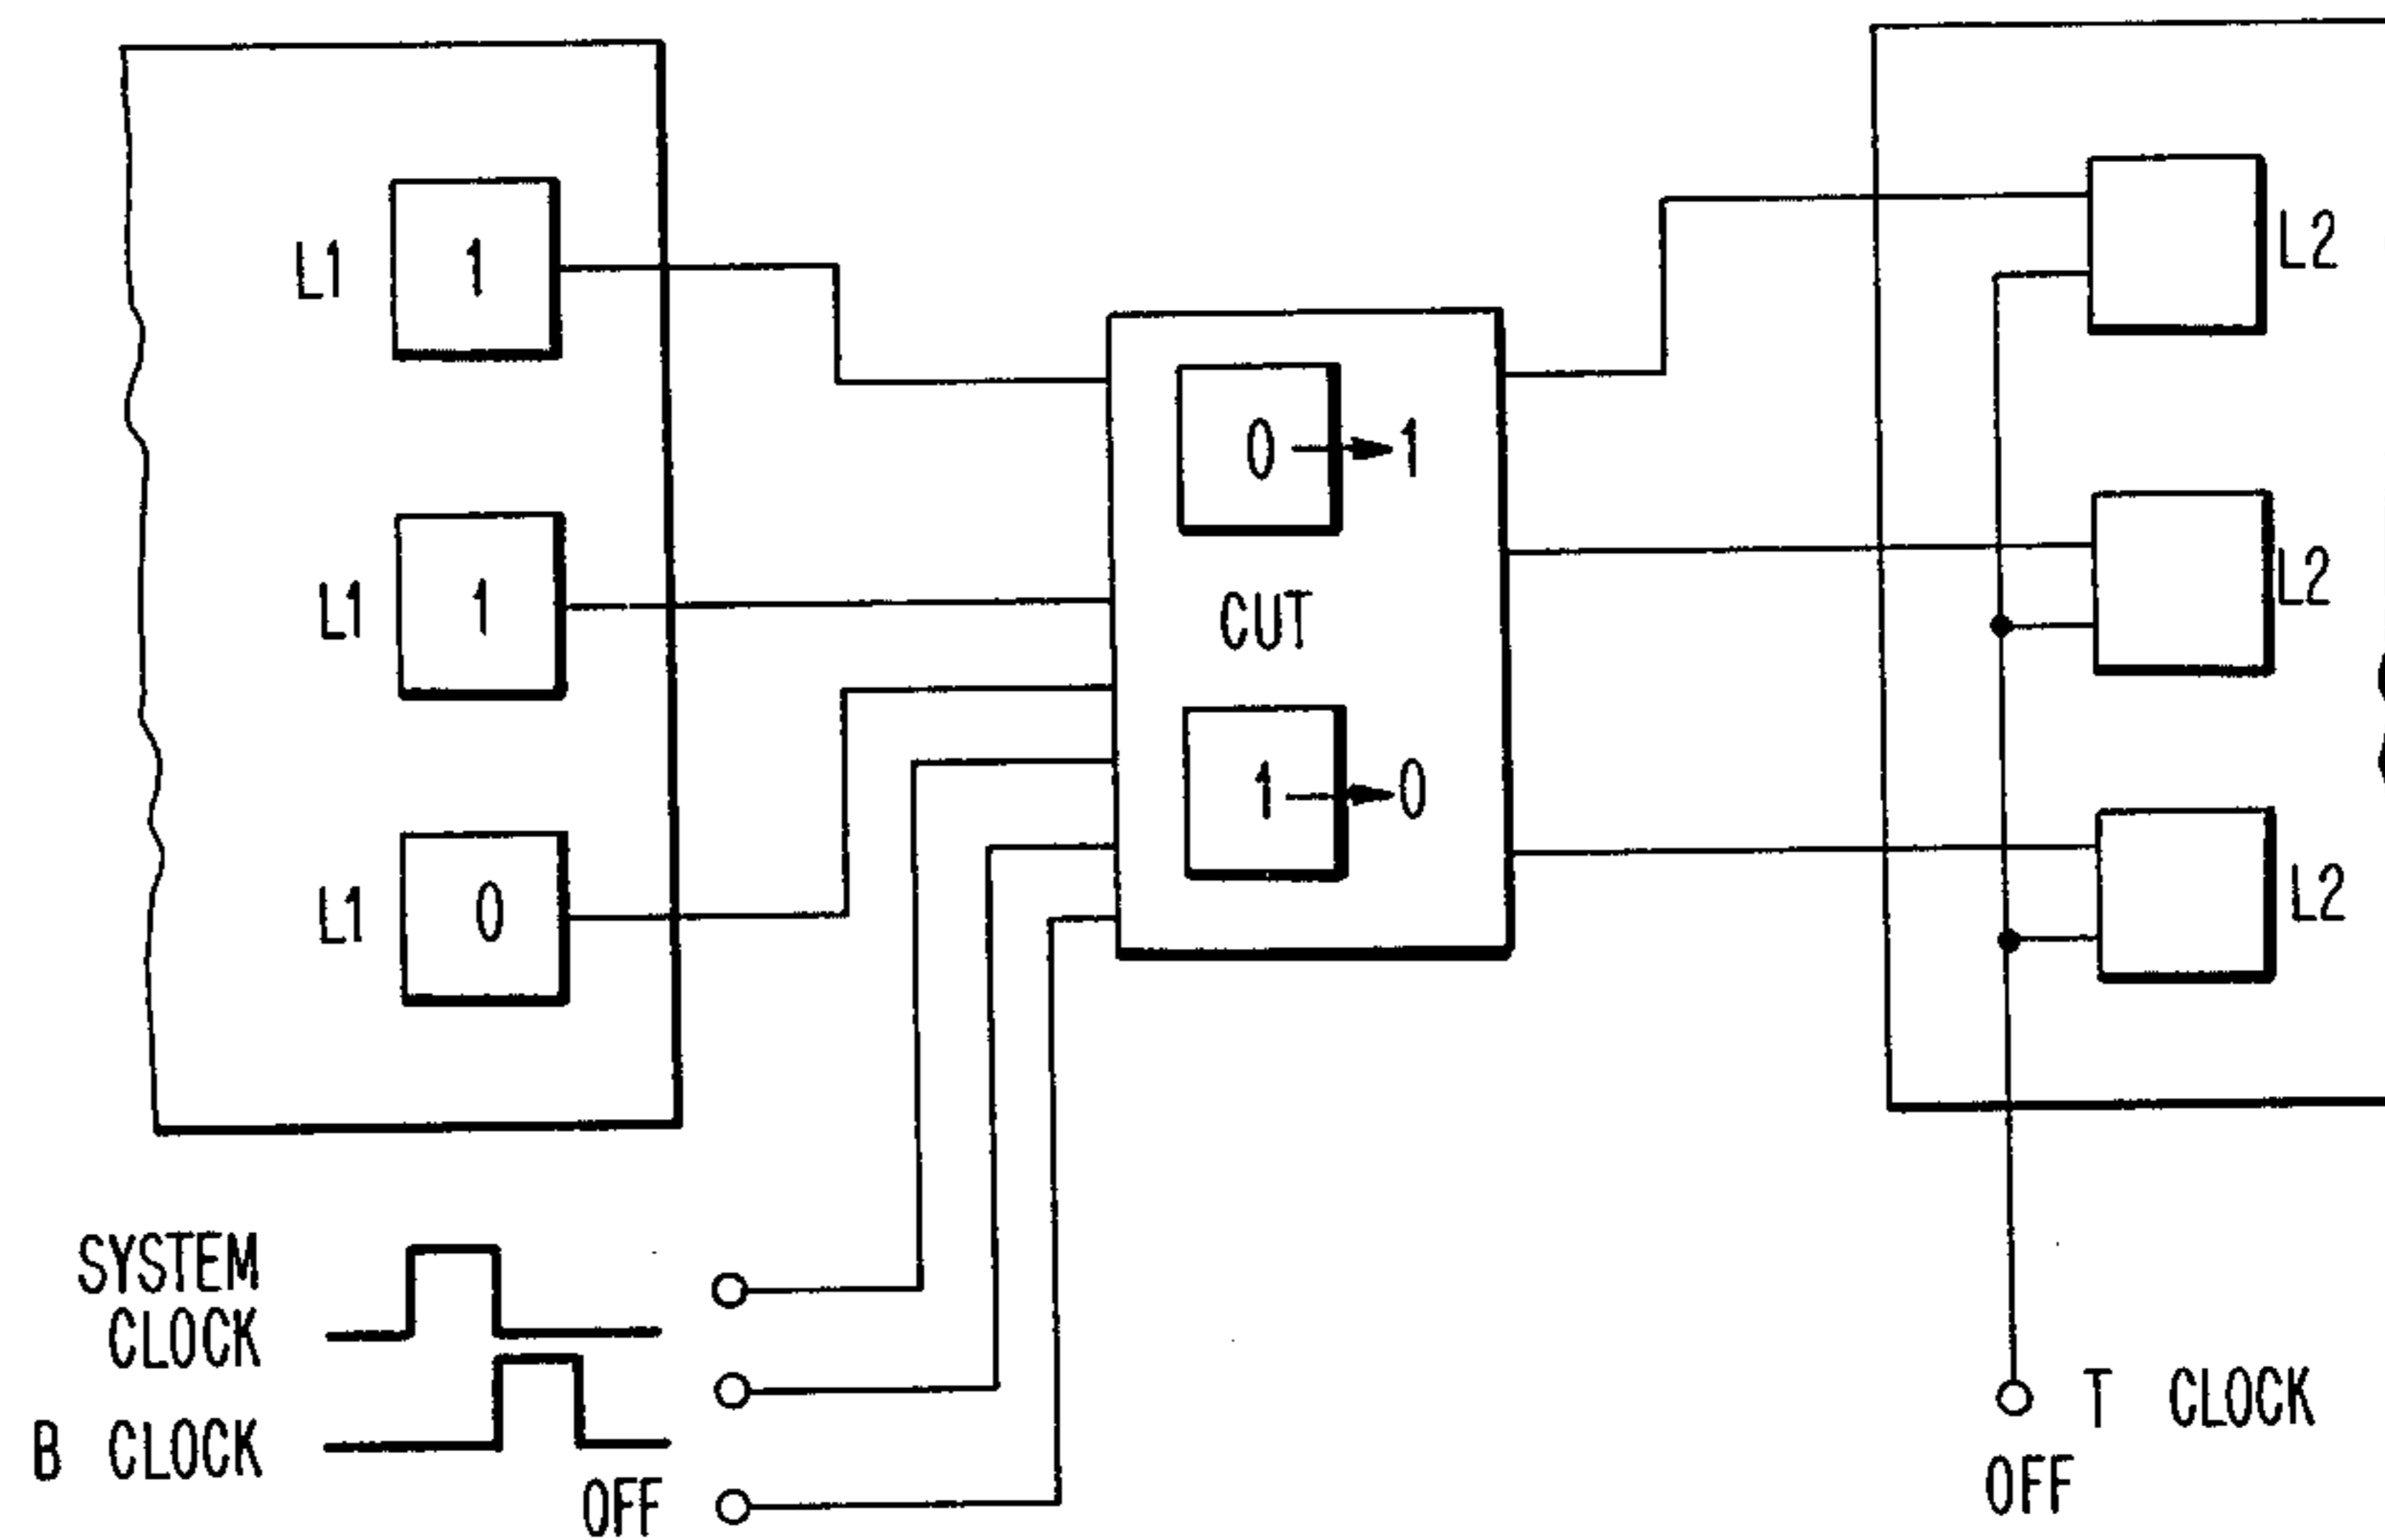 L1 1
L1 1
L1 0
0 1
CUT
1 0
L2
L2
L2
SYSTEM
CLOCK
B CLOCK
OFF
T CLOCK
OFF